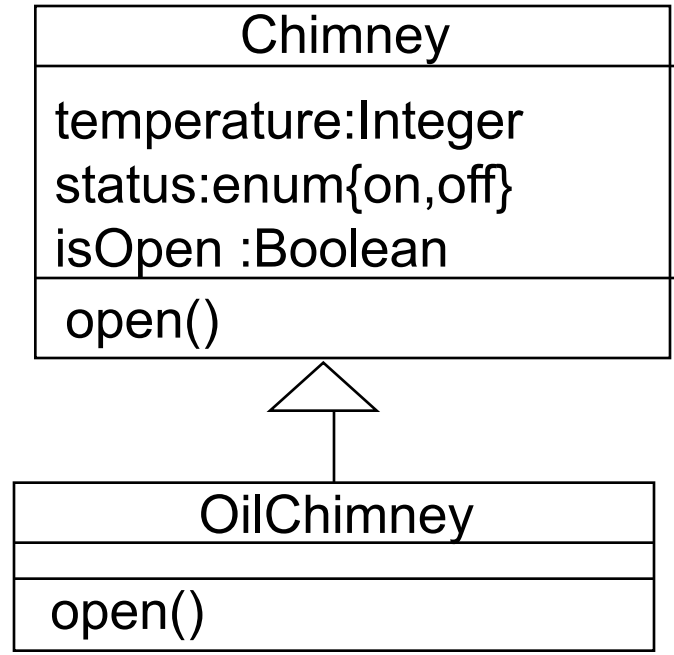 Chimney
temperature:Integer
status:enum{on,off}
isOpen :Boolean
open()
OilChimney
open()